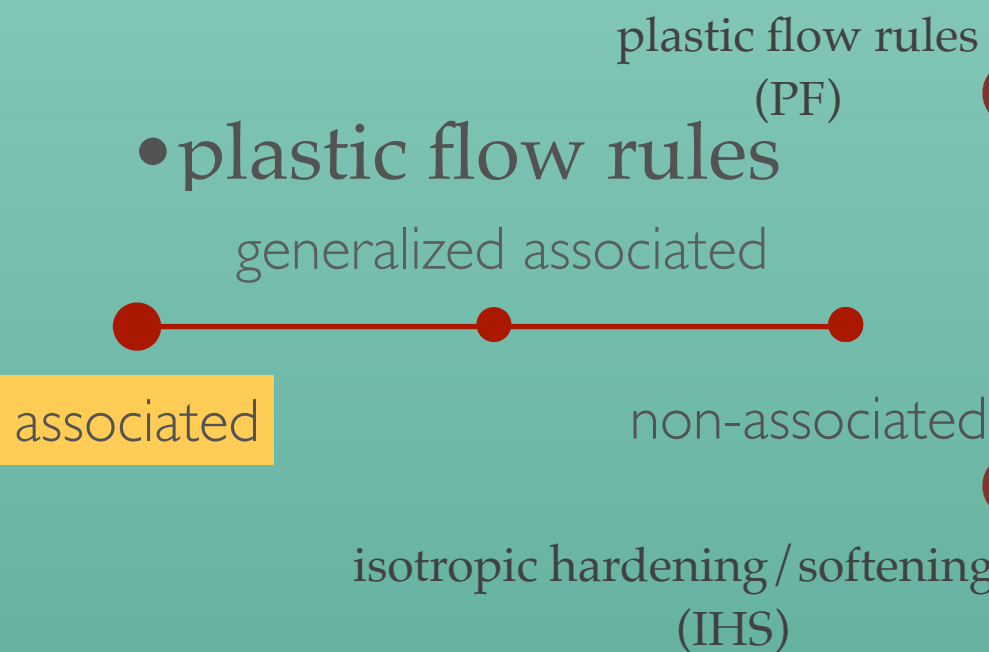 plastic flow rules
(PF)
•plastic flow rules
generalized associated
associated
non-associated
isotropic hardening/softening
(IHS)